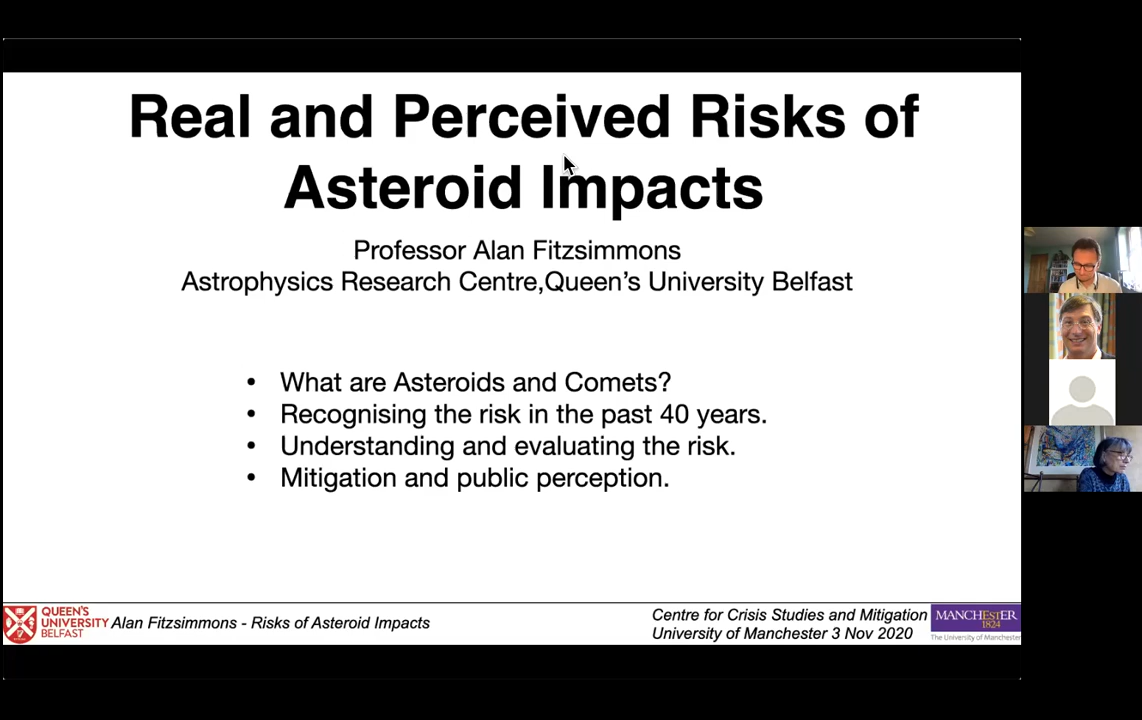 Real and Perceived Risks of
Asteroid Impacts
Professor Alan Fitzsimmons
Astrophysics Research Centre,Queen's University Belfast
• What are Asteroids and Comets?
• Recognising the risk in the past 40 years.
• Understanding and evaluating the risk.
• Mitigation and public perception.
QUEEN'S
UNIVERSITY
BELFAST
Alan Fitzsimmons - Risks of Asteroid Impacts
Centre for Crisis Studies and Mitigation
University of Manchester 3 Nov 2020
MANCHESTER
1824
The University of Manchester